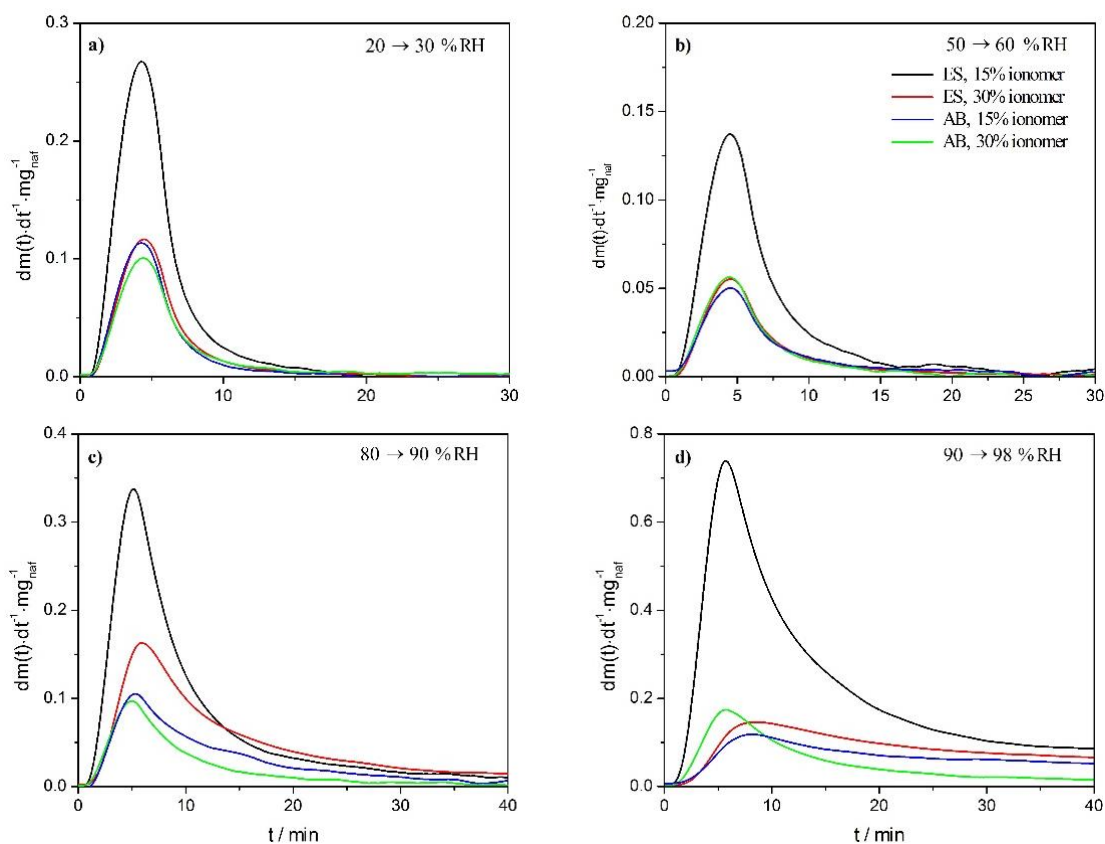 a)
20 → 30 %RH
0.3
0.2
0.1
0.0
dm(t)·dt⁻¹·mg⁻¹naf
0
10
20
30
b)
50 → 60 %RH
ES, 15% ionomer
ES, 30% ionomer
AB, 15% ionomer
AB, 30% ionomer
0.20
0.15
0.10
0.05
0.00
dm(t)·dt⁻¹·mg⁻¹naf
0
5
10
15
20
25
30
c)
80 → 90 %RH
0.4
0.3
0.2
0.1
0.0
dm(t)·dt⁻¹·mg⁻¹naf
0
10
20
30
40
t / min
d)
90 → 98 %RH
0.8
0.6
0.4
0.2
0.0
dm(t)·dt⁻¹·mg⁻¹naf
0
10
20
30
40
t / min